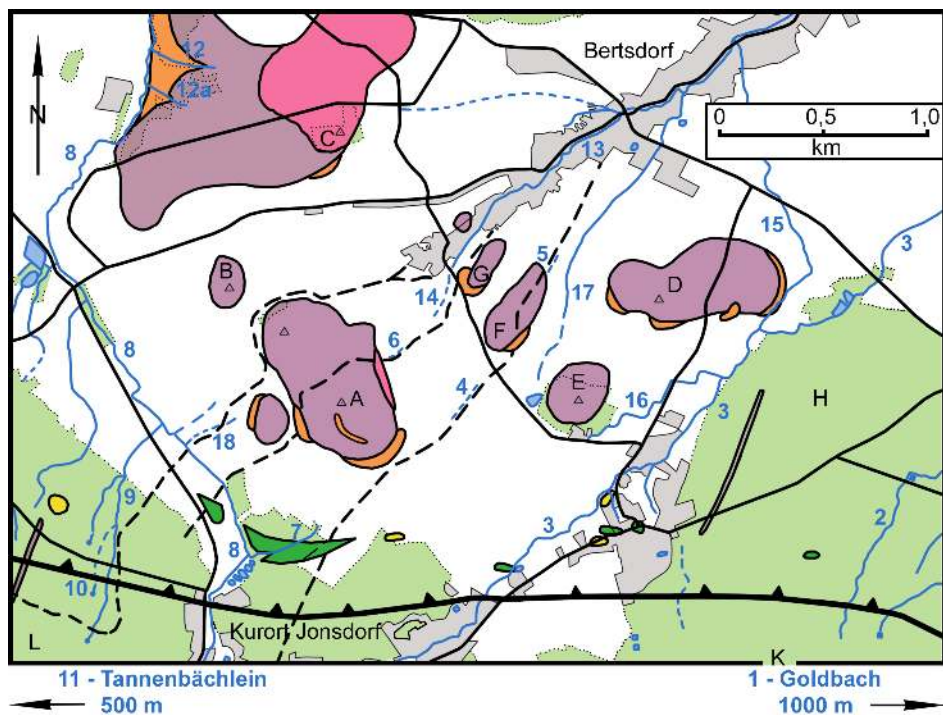 12
Bertsdorf
12a
N
0 0,5 1,0
km
C
8
13
15
3
B
5
G
14
17
D
F
6
8
A
4
E
16
3
H
18
9
7
3
2
8
10
L
Kurort Jonsdorf
K
11 - Tannenbächlein
500 m
1 - Goldbach
1000 m